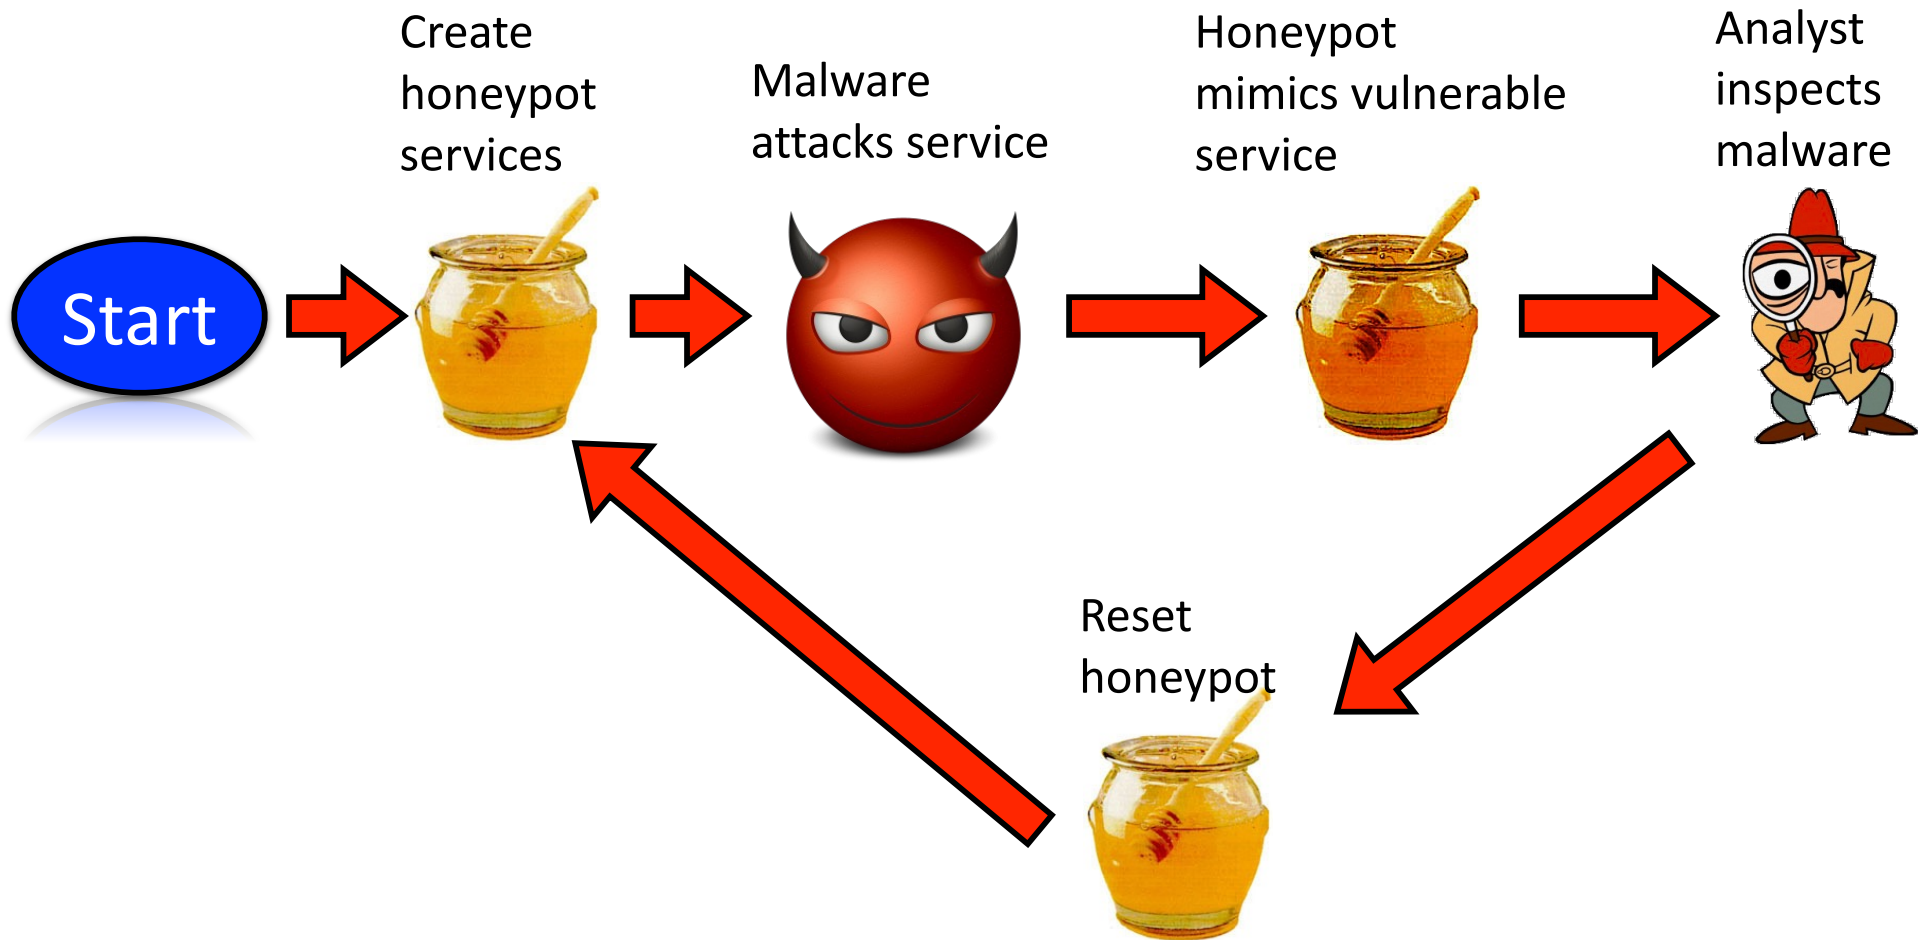 Create
honeypot
services
Malware
attacks service
Honeypot
mimics vulnerable
service
Analyst
inspects
malware
Start
Reset
honeypot